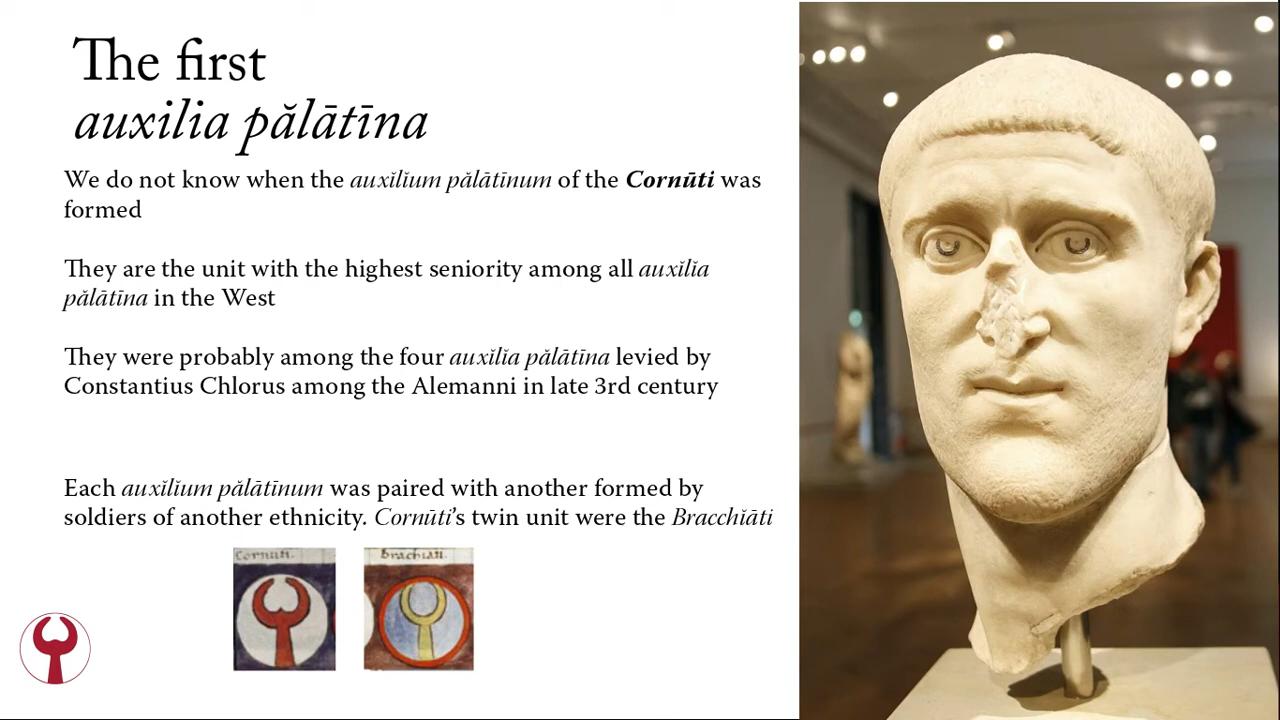 The first
auxilia pălātīna
We do not know when the auxĭlĭum pălātīnum of the Cornūti was
formed
They are the unit with the highest seniority among all auxĭlĭa
pălātīna in the West
They were probably among the four auxĭlĭa pălātīna levied by
Constantius Chlorus among the Alemanni in late 3rd century
Each auxĭlĭum pălātīnum was paired with another formed by
soldiers of another ethnicity. Cornūti’s twin unit were the Bracchĭāti
Cornuti.
Brachiati.